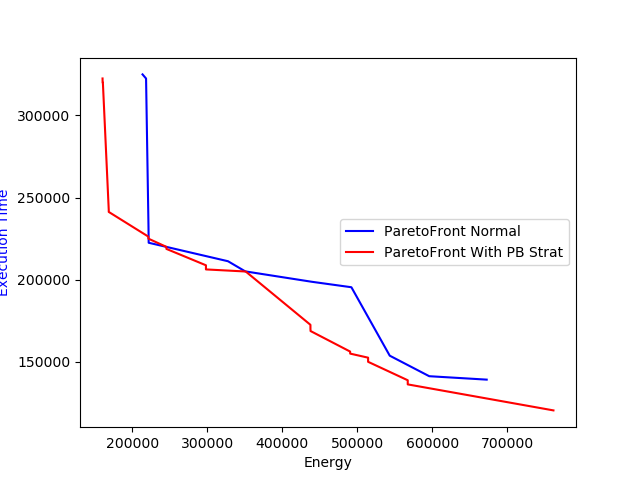 300000
250000
200000
150000
Execution Time
ParetoFront Normal
ParetoFront With PB Strat
200000 300000 400000 500000 600000 700000
Energy